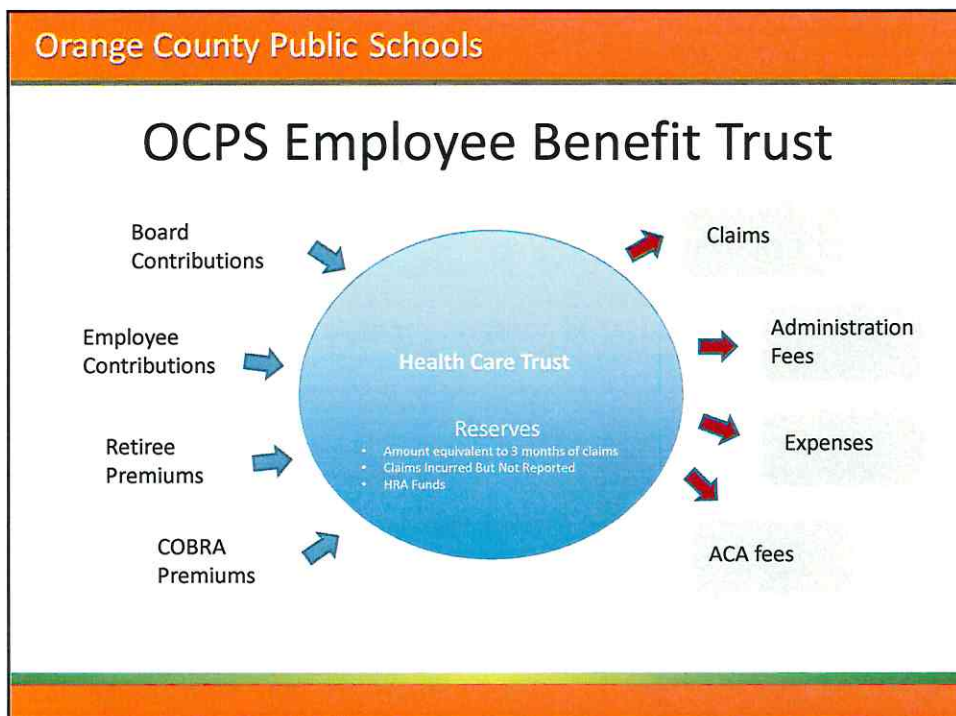 Orange County Public Schools
OCPS Employee Benefit Trust
Board
Contributions
Employee
Contributions
Retiree
Premiums
COBRA
Premiums
Health Care Trust
Reserves
• Amount equivalent to 3 months of claims
• Claims Incurred But Not Reported
• HRA Funds
Claims
Administration
Fees
Expenses
ACA fees